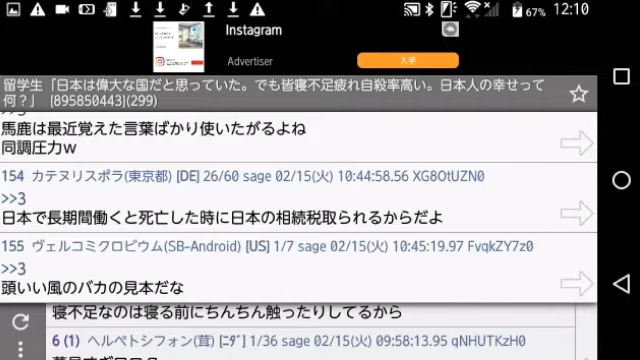 67% 12:10
Instagram
Advertiser
入手
留学生「日本は偉大な国だと思っていた。でも皆寝不足疲れ自殺率高い。日本人の幸せって
何?」 [895850443](299)
馬鹿は最近覚えた言葉ばかり使いたがるよね
同調圧力w
154 カテヌリスポラ(東京都) [DE] 26/60 sage 02/15(火) 10:44:58.56 XG8OtUZN0
>>3
日本で長期間働くと死亡した時に日本の相続税取られるからだよ
155 ヴェルコミクロビウム(SB-Android) [US] 1/7 sage 02/15(火) 10:45:19.97 FvqkZY7z0
>>3
頭いい風のバカの見本だな
寝不足なのは寝る前にちんちん触ったりしてるから
6 (1) ヘルペトシフォン(茸) [ﾆﾀﾞ] 1/36 sage 02/15(火) 09:58:13.95 qNHUTKzH0